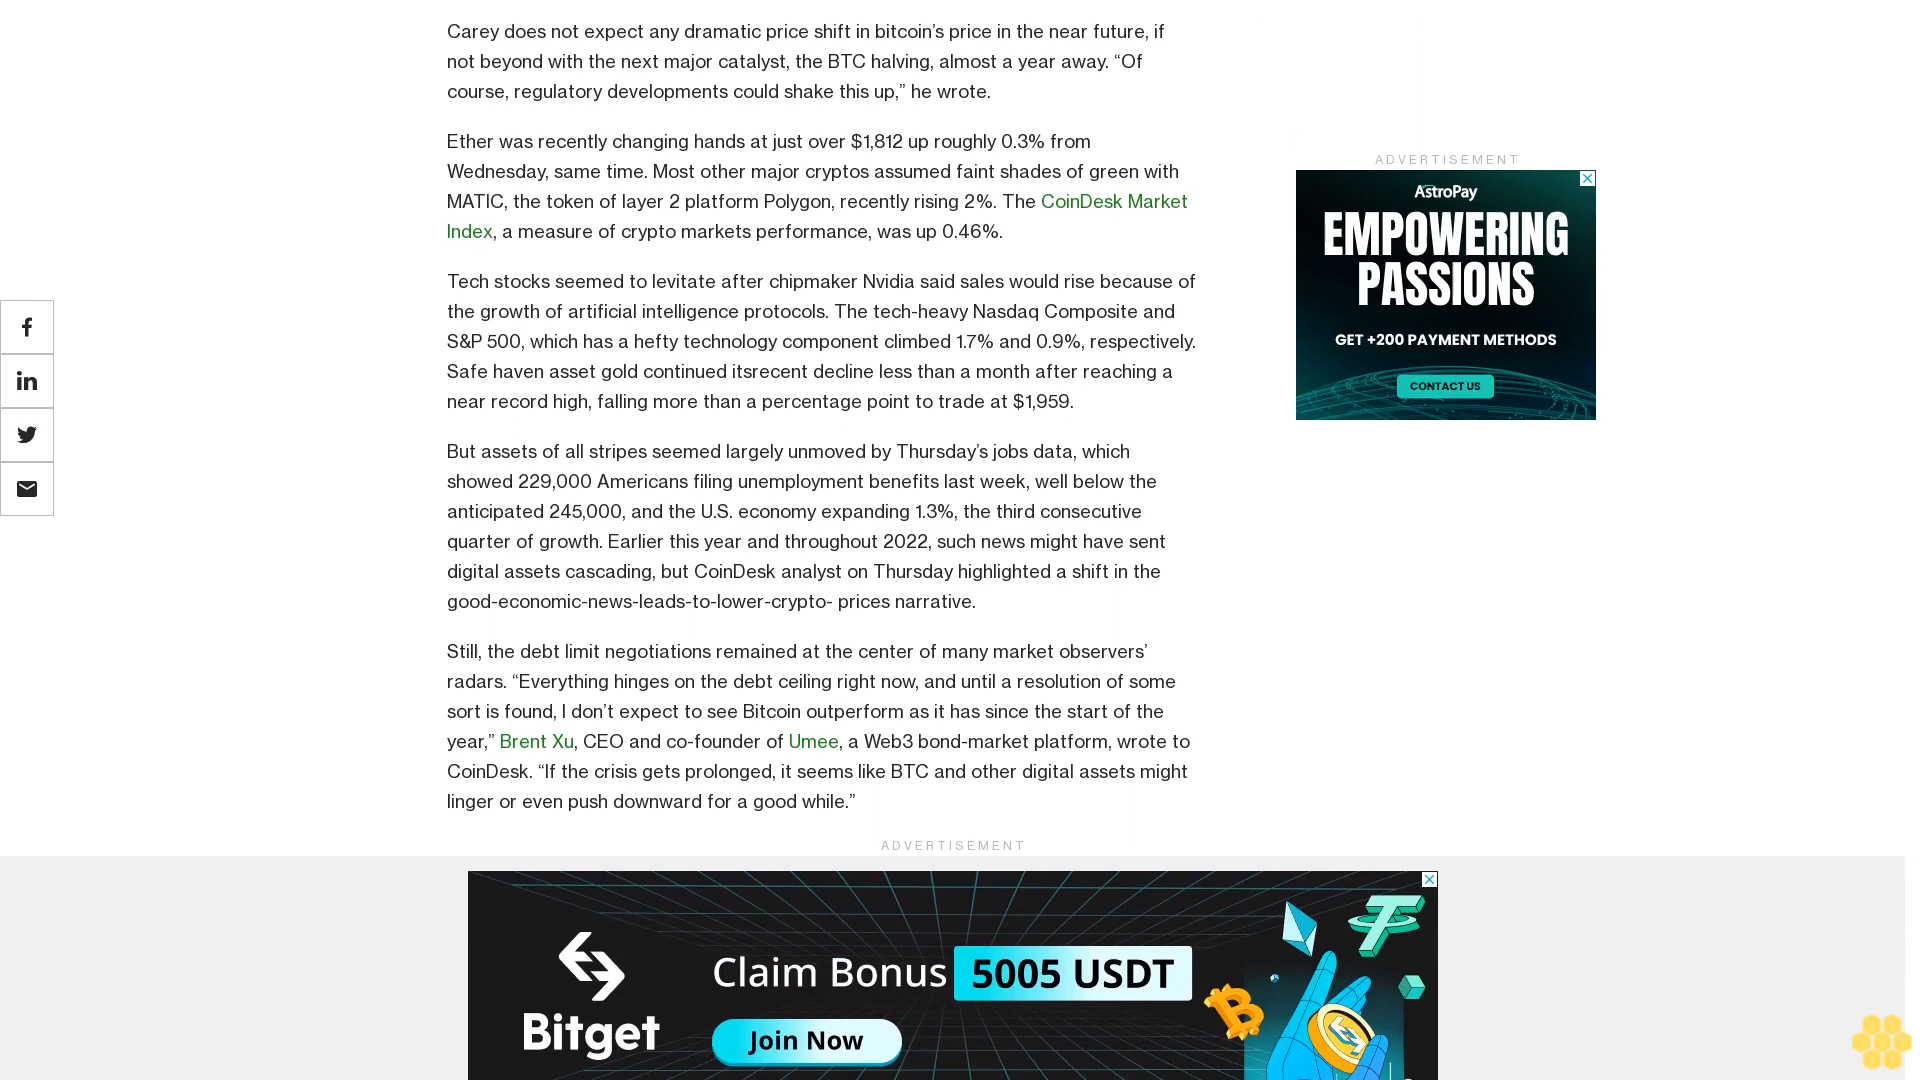 Carey does not expect any dramatic price shift in bitcoin’s price in the near future, if
not beyond with the next major catalyst, the BTC halving, almost a year away. “Of
course, regulatory developments could shake this up,” he wrote.
Ether was recently changing hands at just over $1,812 up roughly 0.3% from
Wednesday, same time. Most other major cryptos assumed faint shades of green with
MATIC, the token of layer 2 platform Polygon, recently rising 2%. The CoinDesk Market
Index, a measure of crypto markets performance, was up 0.46%.
Tech stocks seemed to levitate after chipmaker Nvidia said sales would rise because of
the growth of artificial intelligence protocols. The tech-heavy Nasdaq Composite and
S&P 500, which has a hefty technology component climbed 1.7% and 0.9%, respectively.
Safe haven asset gold continued itsrecent decline less than a month after reaching a
near record high, falling more than a percentage point to trade at $1,959.
But assets of all stripes seemed largely unmoved by Thursday’s jobs data, which
showed 229,000 Americans filing unemployment benefits last week, well below the
anticipated 245,000, and the U.S. economy expanding 1.3%, the third consecutive
quarter of growth. Earlier this year and throughout 2022, such news might have sent
digital assets cascading, but CoinDesk analyst on Thursday highlighted a shift in the
good-economic-news-leads-to-lower-crypto- prices narrative.
Still, the debt limit negotiations remained at the center of many market observers’
radars. “Everything hinges on the debt ceiling right now, and until a resolution of some
sort is found, I don’t expect to see Bitcoin outperform as it has since the start of the
year,” Brent Xu, CEO and co-founder of Umee, a Web3 bond-market platform, wrote to
CoinDesk. “If the crisis gets prolonged, it seems like BTC and other digital assets might
linger or even push downward for a good while.”
ADVERTISEMENT
AstroPay
EMPOWERING
PASSIONS
GET +200 PAYMENT METHODS
CONTACT US
ADVERTISEMENT
Bitget
Claim Bonus 5005 USDT
Join Now